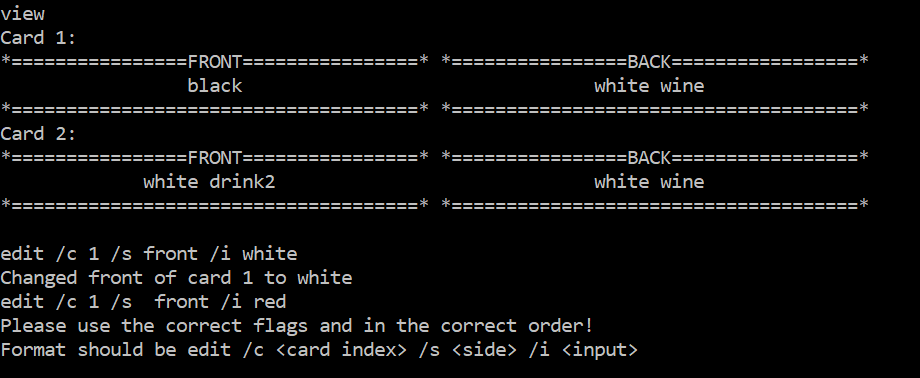 view
Card 1:
*================FRONT================* *================BACK=================*
                 black                                white wine
*=====================================* *=====================================*
Card 2:
*================FRONT================* *================BACK=================*
             white drink2                             white wine
*=====================================* *=====================================*
edit /c 1 /s front /i white
Changed front of card 1 to white
edit /c 1 /s  front /i red
Please use the correct flags and in the correct order!
Format should be edit /c <card index> /s <side> /i <input>